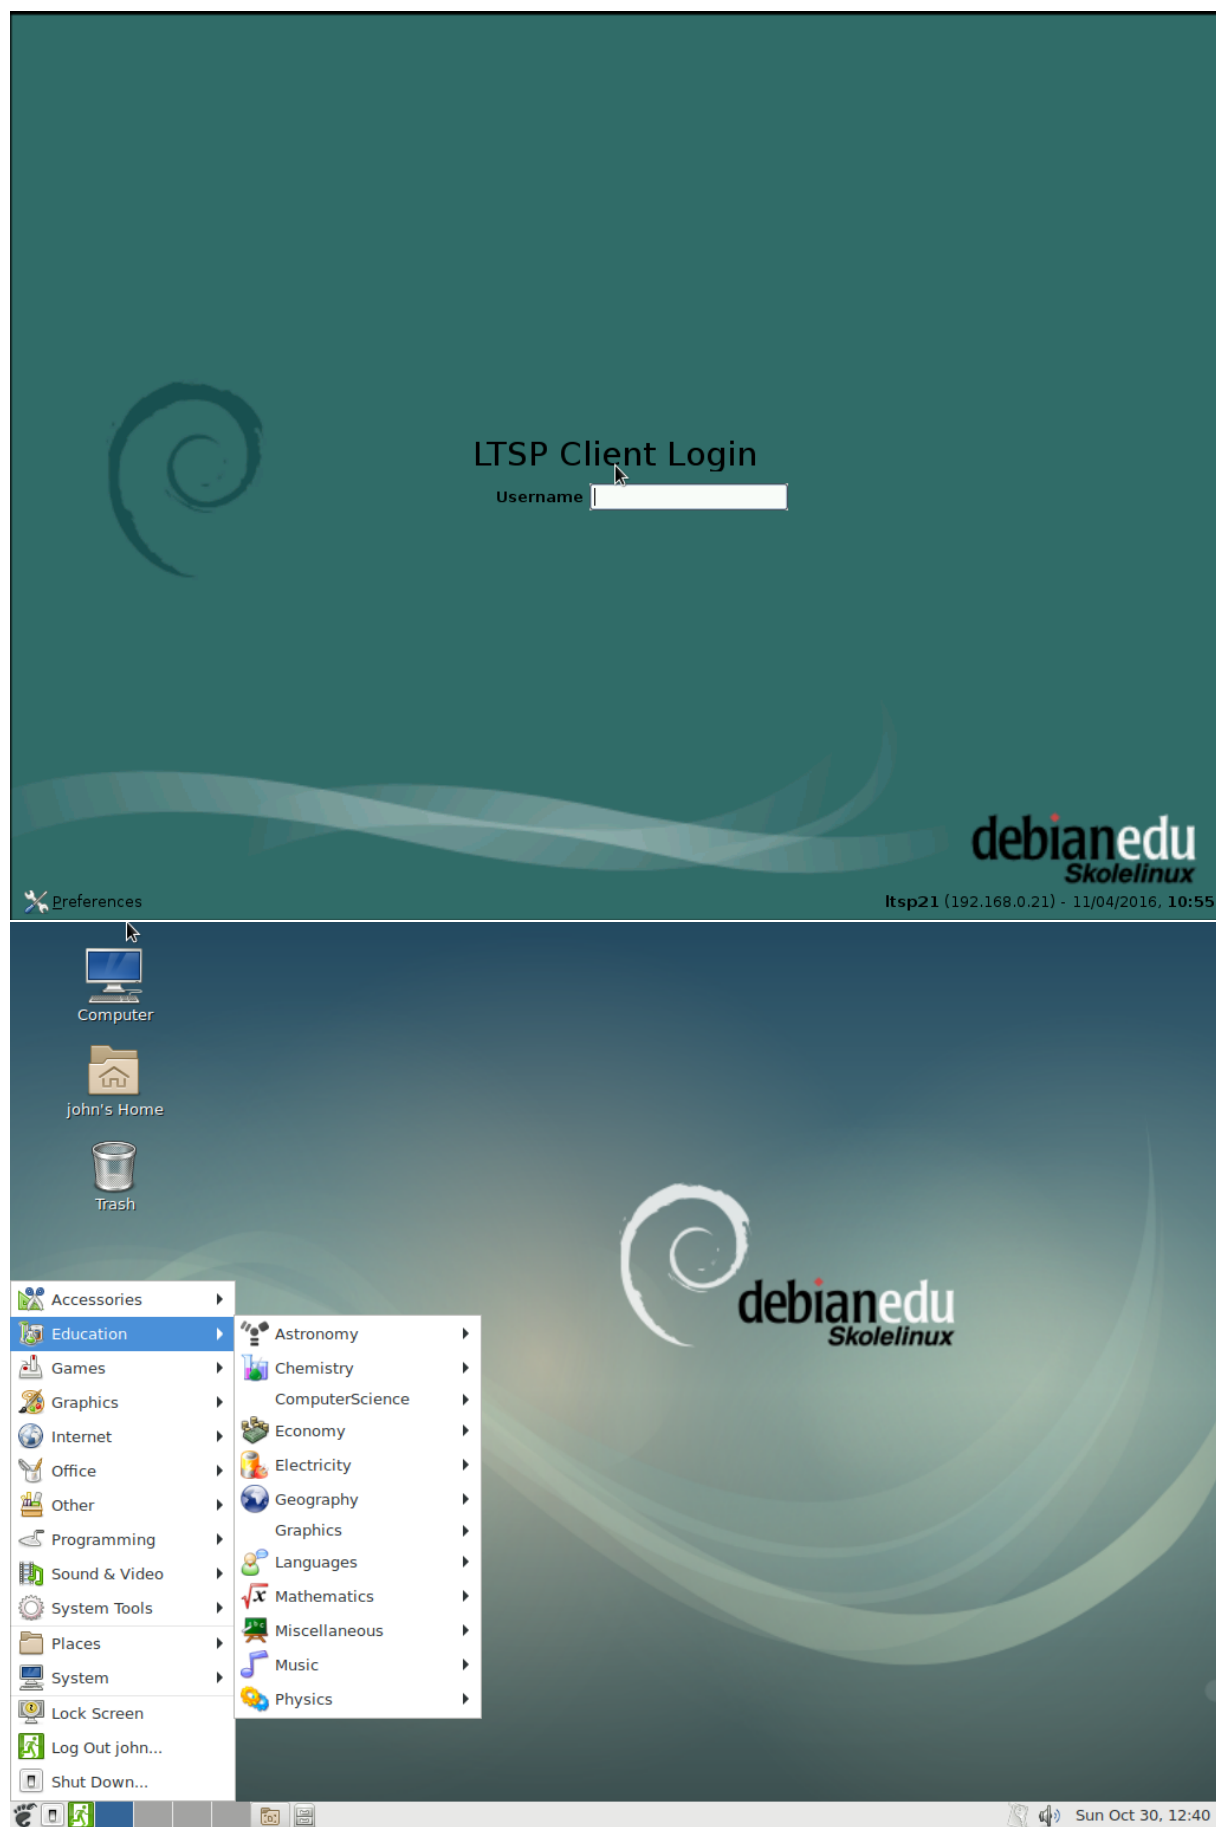 LTSP Client Login
Username
debianedu
Skolelinux
Preferences
ltsp21 (192.168.0.21) - 11/04/2016, 10:55
Computer
john's Home
Trash
debianedu
Skolelinux
Accessories
Education
Games
Graphics
Internet
Office
Other
Programming
Sound & Video
System Tools
Places
System
Lock Screen
Log Out john...
Shut Down...
Astronomy
Chemistry
ComputerScience
Economy
Electricity
Geography
Graphics
Languages
Mathematics
Miscellaneous
Music
Physics
Sun Oct 30, 12:40